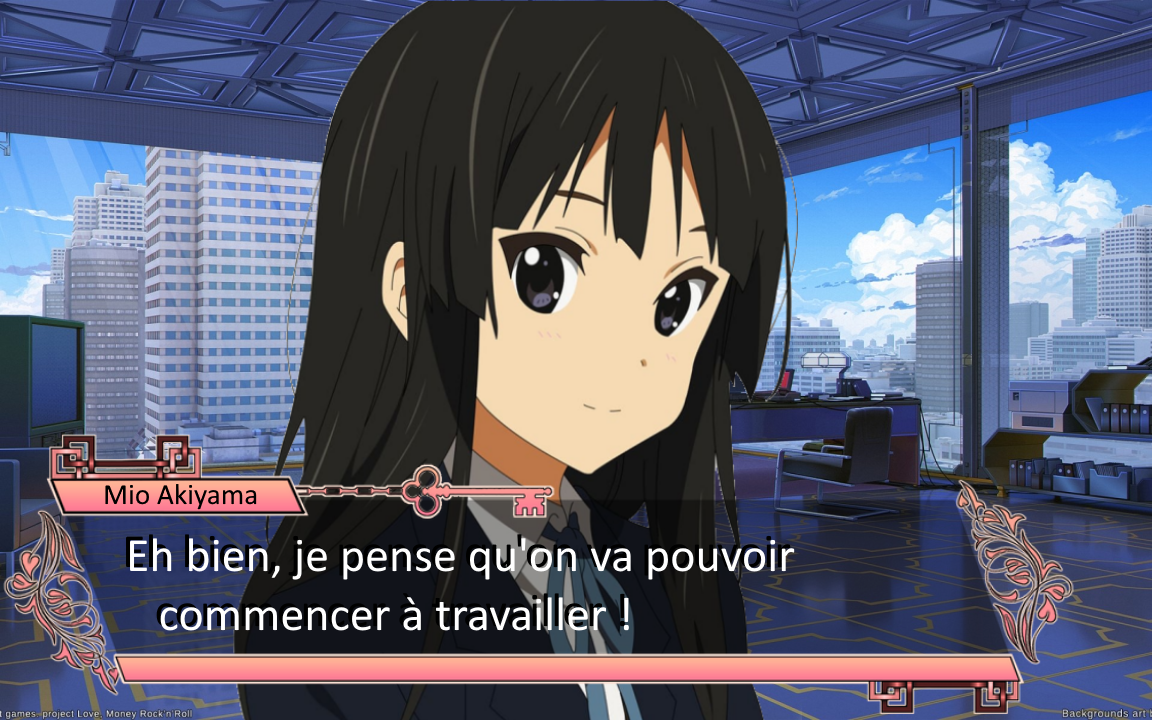 Mio Akiyama
Eh bien, je pense qu'on va pouvoir
commencer à travailler !
t games. project Love, Money Rock'n'Roll
Backgrounds art b